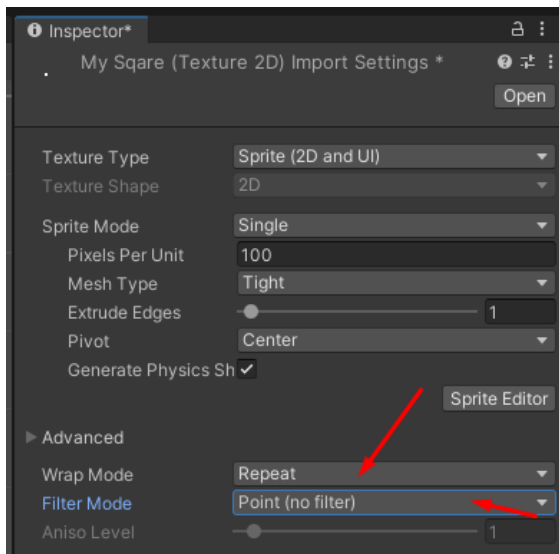 Inspector*
My Sqare (Texture 2D) Import Settings *
Open
Texture Type Sprite (2D and UI)
Texture Shape 2D
Sprite Mode Single
Pixels Per Unit 100
Mesh Type Tight
Extrude Edges 1
Pivot Center
Generate Physics Sh
Sprite Editor
Advanced
Wrap Mode Repeat
Filter Mode Point (no filter)
Aniso Level 1